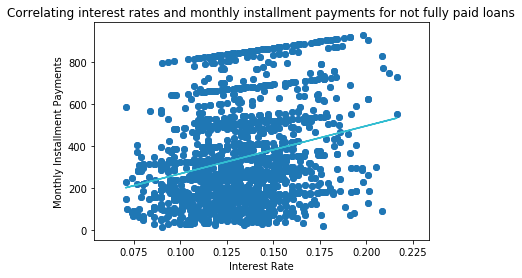 Correlating interest rates and monthly installment payments for not fully paid loans
Monthly Installment Payments
800
600
400
200
0
0.075 0.100 0.125 0.150 0.175 0.200 0.225
Interest Rate